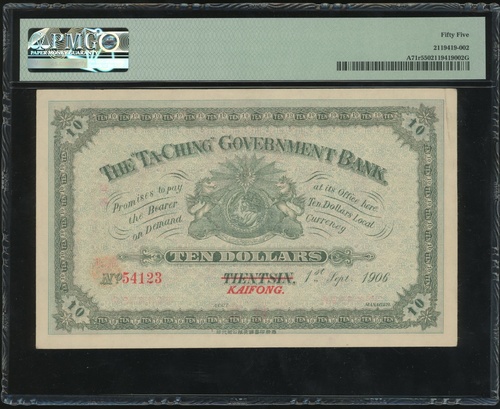 PMG
PAPER MONEY GUARANTY
Fifty Five
2119419-002
A71r5502119419002G
10
10
THE TA-CHING GOVERNMENT BANK.
Promises to pay
the Bearer
on Demand
at its Office here
Ten Dollars Local
Currency
TEN DOLLARS
No 54123
TIENTSIN,
1st Sept. 1906
KAIFONG.
MANAGER
10
10